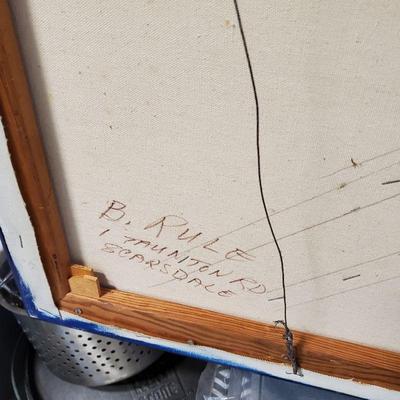 B. RULE
1 TAUNTON RD
SCARSDALE